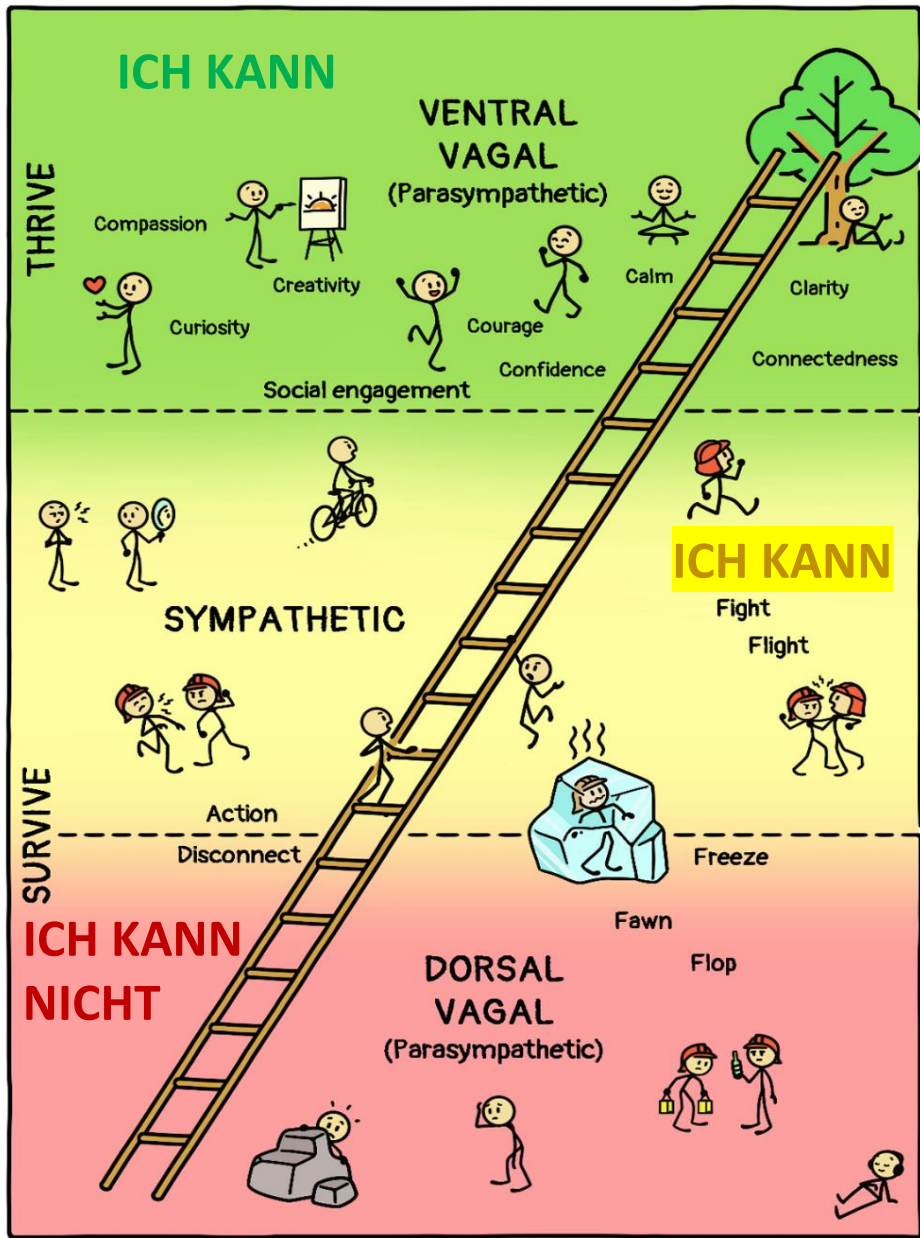 ICH KANN
VENTRAL
VAGAL
(Parasympathetic)
THRIVE
Compassion
Creativity
Calm
Clarity
Curiosity
Courage
Confidence
Connectedness
Social engagement
ICH KANN
SYMPATHETIC
Fight
Flight
SURVIVE
Action
Disconnect
Freeze
ICH KANN
NICHT
Fawn
Flop
DORSAL
VAGAL
(Parasympathetic)